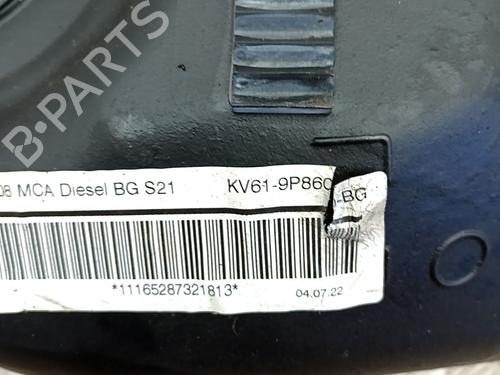 B-PARTS
08 MCA Diesel BG S21 KV61-9P860 -BG
*11165287321813*
04.07.22